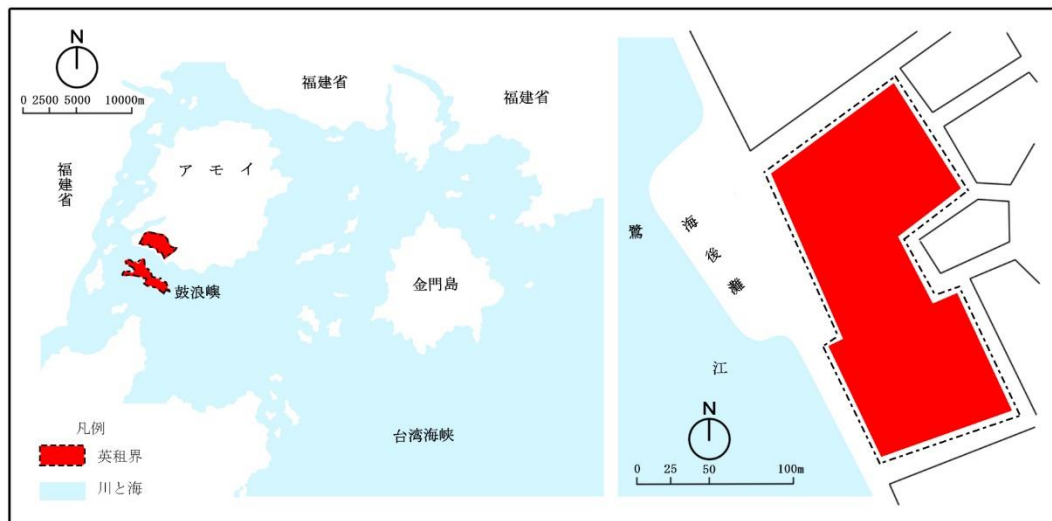 N
0 2500 5000 10000m
福建省
福建省
福建省
アモイ
鼓浪嶼
金門島
台湾海峡
凡例
英租界
川と海
鷺
江
海後灘
N
0 25 50 100m